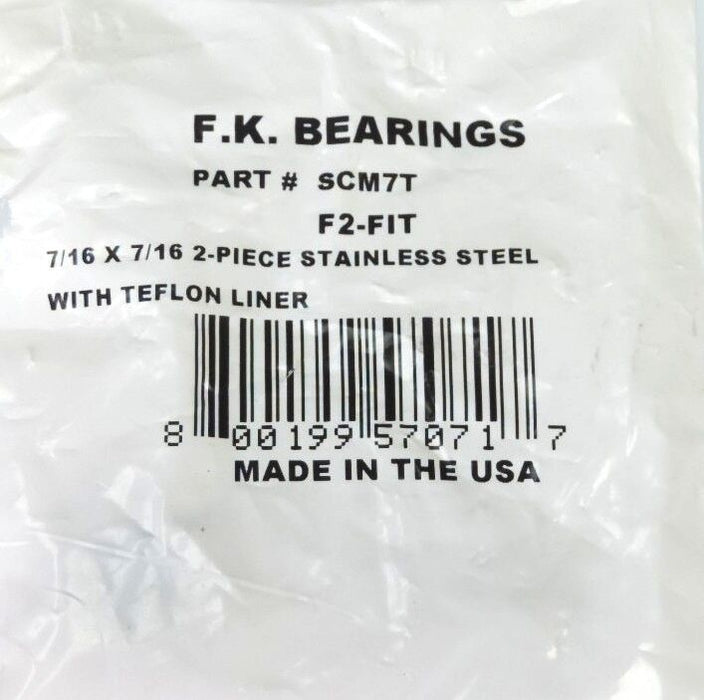 F.K. BEARINGS
PART # SCM7T
F2-FIT
7/16 X 7/16 2-PIECE STAINLESS STEEL
WITH TEFLON LINER
8 00199 57071 7
MADE IN THE USA